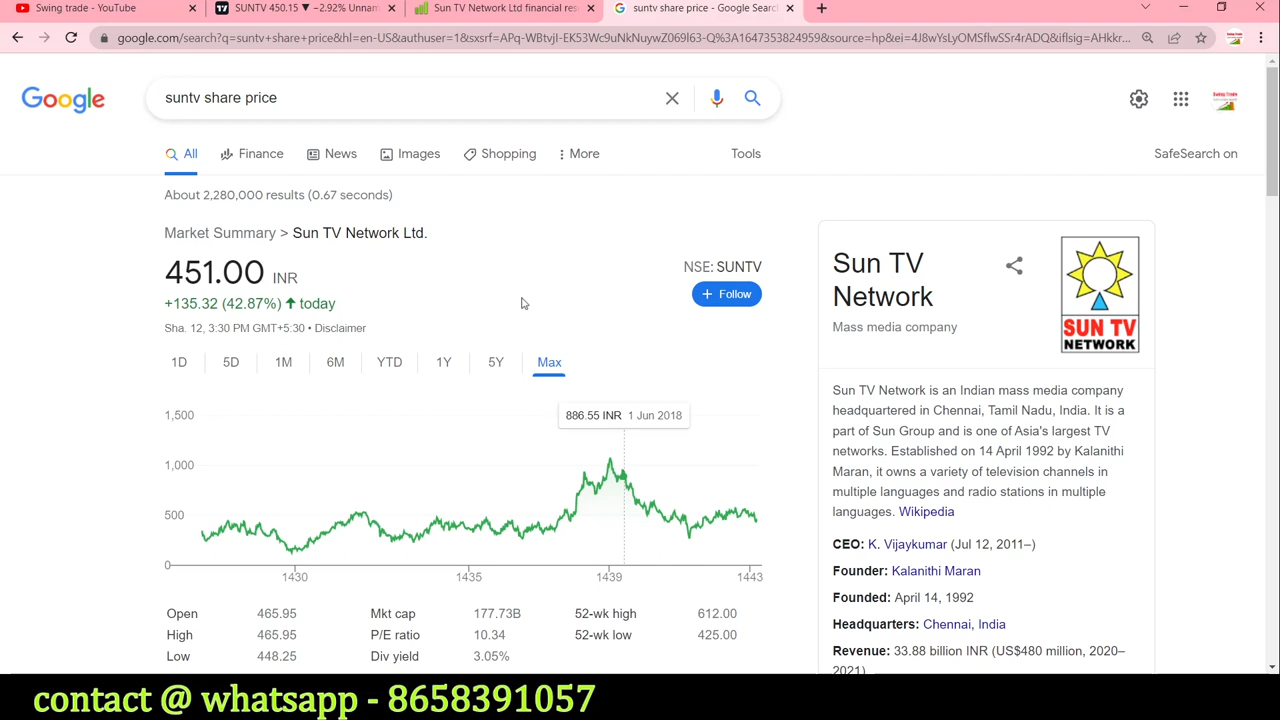 Swing trade - YouTube
SUNTV 450.15 ▼ −2.92% Unnam
Sun TV Network Ltd financial res
suntv share price - Google Searc
google.com/search?q=suntv+share+price&hl=en-US&authuser=1&sxsrf=APq-WBtvjI-EK53Wc9uNkNuywZ069I63-Q%3A1647353824959&source=hp&ei=4J8wYsLyOMSflwSSr4rADQ&iflsig=AHkkr...
Google
suntv share price
All
Finance
News
Images
Shopping
More
Tools
SafeSearch on
About 2,280,000 results (0.67 seconds)
Market Summary > Sun TV Network Ltd.
451.00 INR
NSE: SUNTV
+135.32 (42.87%) ↑ today
+ Follow
Sha. 12, 3:30 PM GMT+5:30 • Disclaimer
1D 5D 1M 6M YTD 1Y 5Y Max
886.55 INR 1 Jun 2018
1,500
1,000
500
0
1430 1435 1439 1443
Open 465.95 Mkt cap 177.73B 52-wk high 612.00
High 465.95 P/E ratio 10.34 52-wk low 425.00
Low 448.25 Div yield 3.05%
Sun TV
Network
Mass media company
SUN TV
NETWORK
Sun TV Network is an Indian mass media company
headquartered in Chennai, Tamil Nadu, India. It is a
part of Sun Group and is one of Asia's largest TV
networks. Established on 14 April 1992 by Kalanithi
Maran, it owns a variety of television channels in
multiple languages and radio stations in multiple
languages. Wikipedia
CEO: K. Vijaykumar (Jul 12, 2011–)
Founder: Kalanithi Maran
Founded: April 14, 1992
Headquarters: Chennai, India
Revenue: 33.88 billion INR (US$480 million, 2020–
2021)
contact @ whatsapp - 8658391057